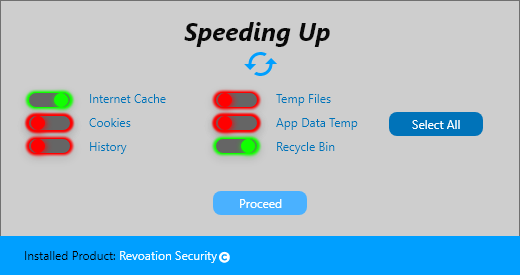 Speeding Up
Internet Cache
Temp Files
Cookies
App Data Temp
Select All
History
Recycle Bin
Proceed
Installed Product: Revoation Security ©